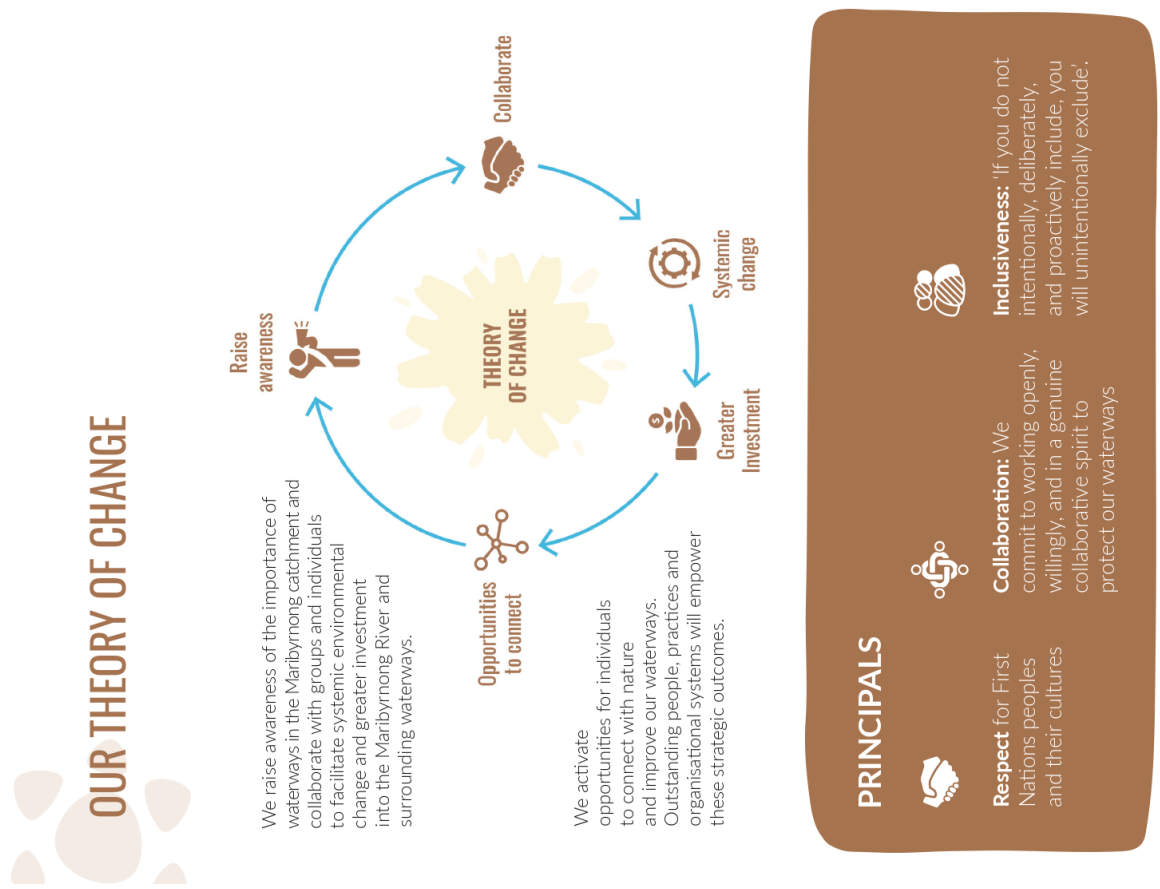 OUR THEORY OF CHANGE
We raise awareness of the importance of
waterways in the Maribyrnong catchment and
collaborate with groups and individuals
to facilitate systemic environmental
change and greater investment
into the Maribyrnong River and
surrounding waterways.
We activate
opportunities for individuals
to connect with nature
and improve our waterways.
Outstanding people, practices and
organisational systems will empower
these strategic outcomes.
Raise
awareness
Collaborate
Systemic
change
Greater
Investment
Opportunities
to connect
THEORY
OF CHANGE
PRINCIPALS
Respect for First
Nations peoples
and their cultures
Collaboration: We
commit to working openly,
willingly, and in a genuine
collaborative spirit to
protect our waterways
Inclusiveness: 'If you do not
intentionally, deliberately,
and proactively include, you
will unintentionally exclude'.